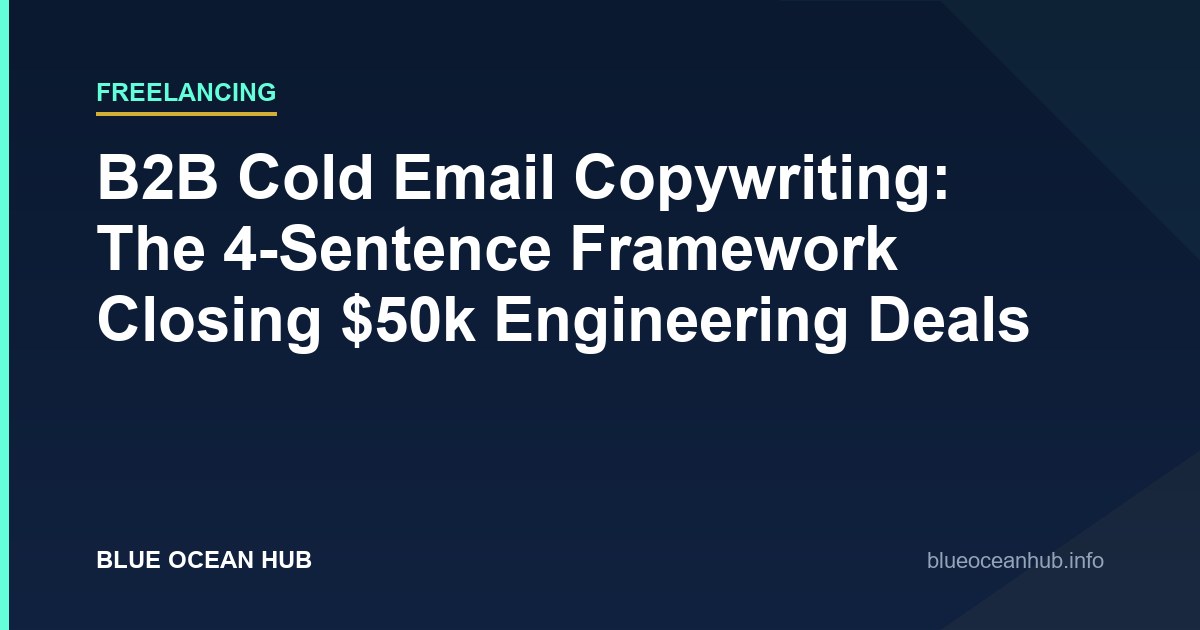 FREELANCING
B2B Cold Email Copywriting:
The 4-Sentence Framework
Closing $50k Engineering Deals
BLUE OCEAN HUB
blueoceanhub.info